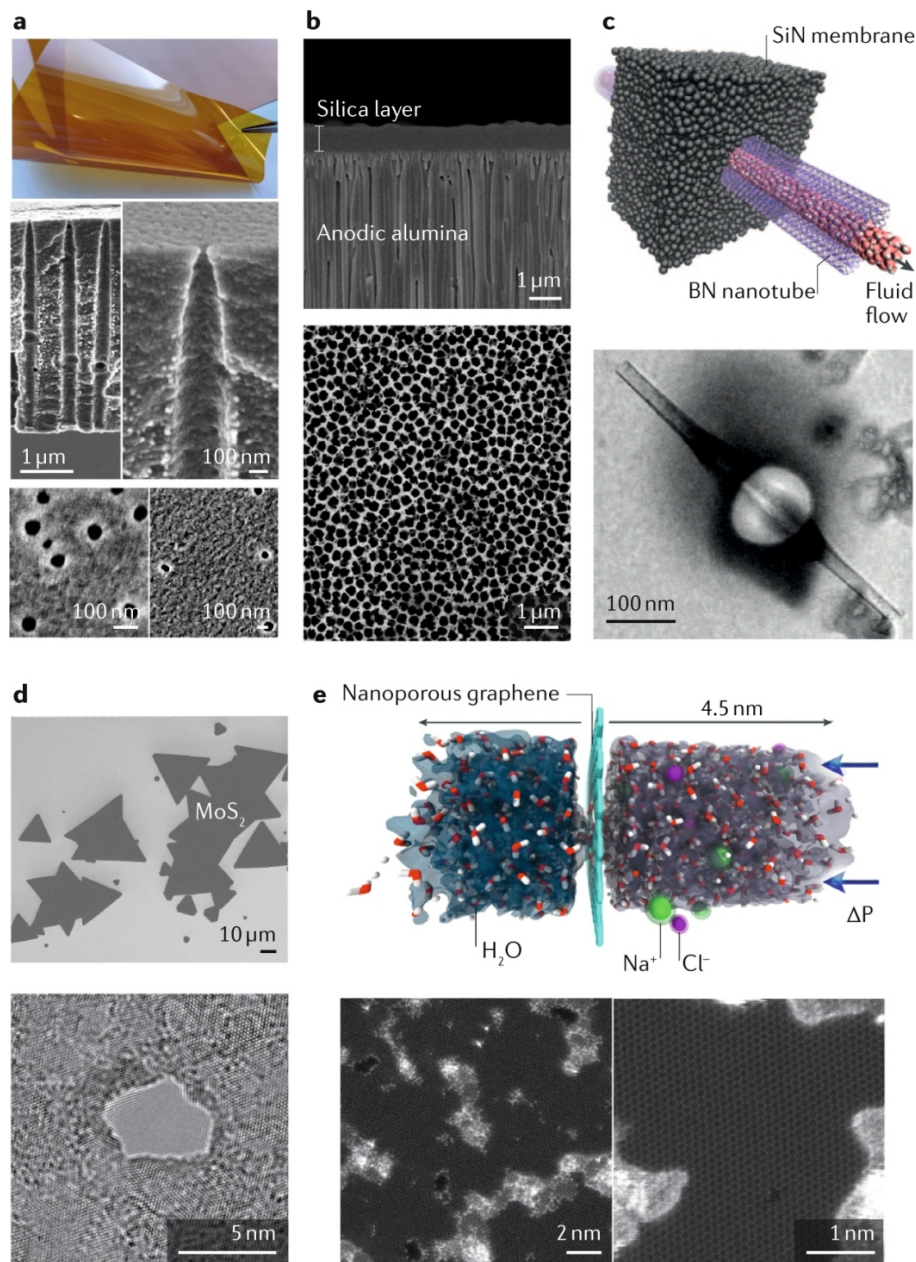 a
1 μm
100 nm
100 nm
100 nm
b
Silica layer
Anodic alumina
1 μm
1 μm
c
SiN membrane
BN nanotube
Fluid
flow
100 nm
d
MoS₂
10 μm
5 nm
e
Nanoporous graphene
4.5 nm
ΔP
H₂O
Na⁺
Cl⁻
2 nm
1 nm